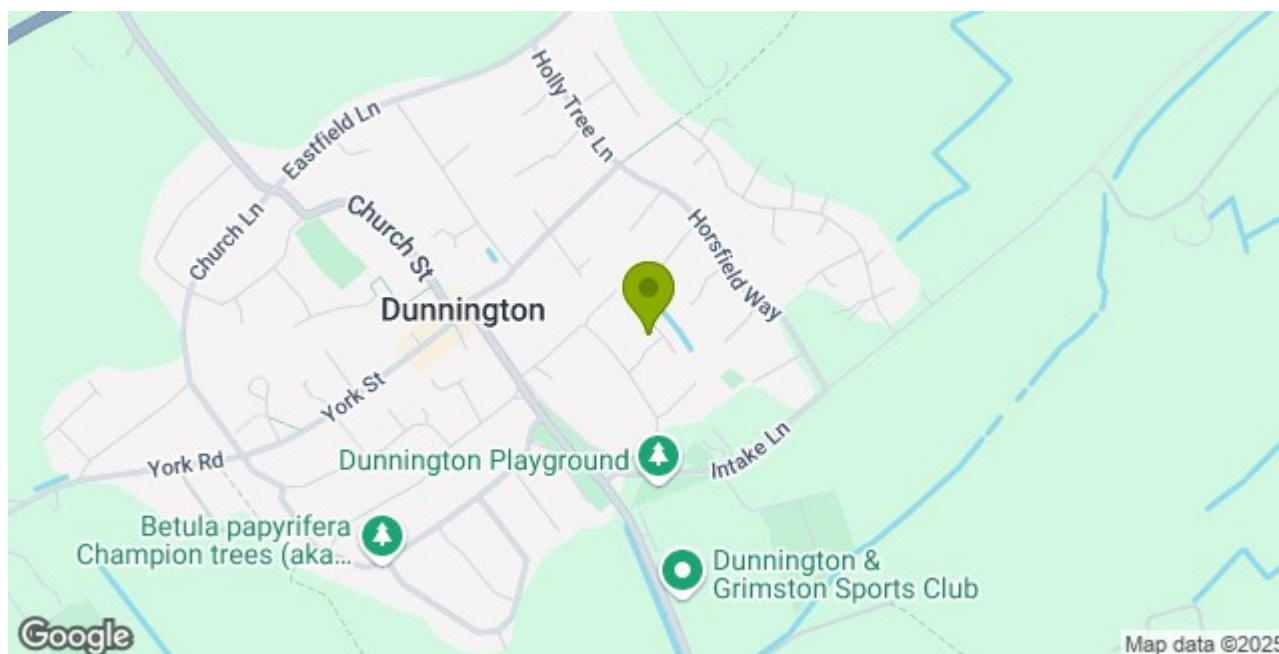 Holly Tree Ln
Eastfield Ln
Church St
Church Ln
Horsfield Way
Dunnington
York St
York Rd
Dunnington Playground
Intake Ln
Betula papyrifera
Champion trees (aka...
Dunnington &
Grimston Sports Club
Google
Map data ©2025